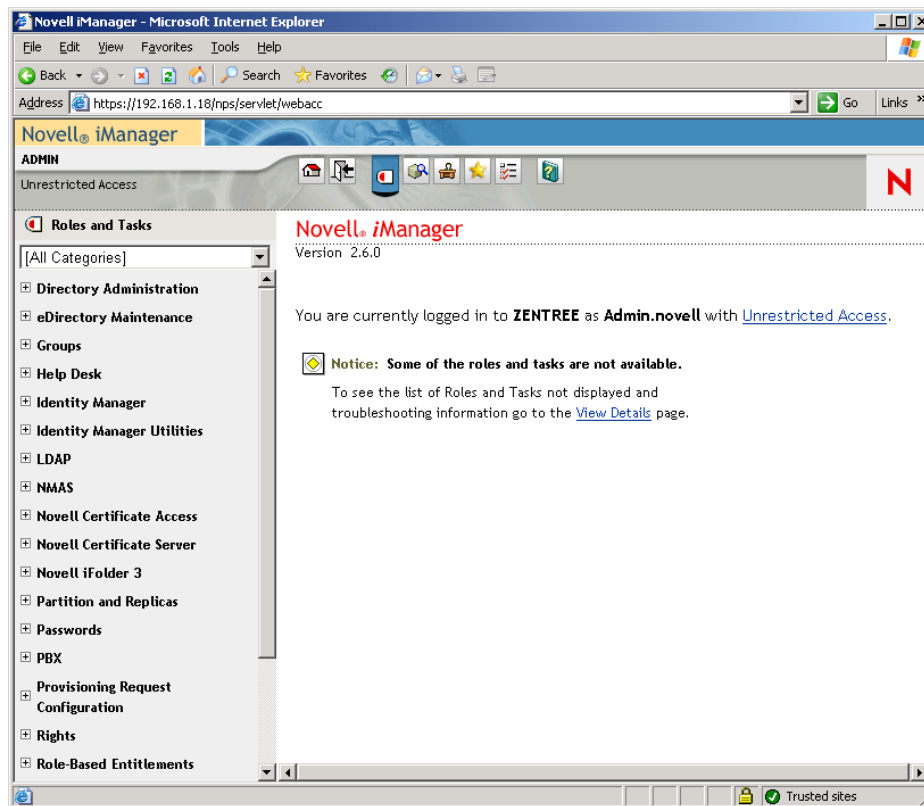 Novell iManager - Microsoft Internet Explorer
File Edit View Favorites Tools Help
Back Search Favorites
Address https://192.168.1.18/nps/servlet/webacc Go Links »
Novell® iManager
ADMIN
Unrestricted Access
N
Roles and Tasks
[All Categories]
Directory Administration
eDirectory Maintenance
Groups
Help Desk
Identity Manager
Identity Manager Utilities
LDAP
NMAS
Novell Certificate Access
Novell Certificate Server
Novell iFolder 3
Partition and Replicas
Passwords
PBX
Provisioning Request
Configuration
Rights
Role-Based Entitlements
Novell® iManager
Version 2.6.0
You are currently logged in to ZENTREE as Admin.novell with Unrestricted Access.
Notice: Some of the roles and tasks are not available.
To see the list of Roles and Tasks not displayed and
troubleshooting information go to the View Details page.
Trusted sites